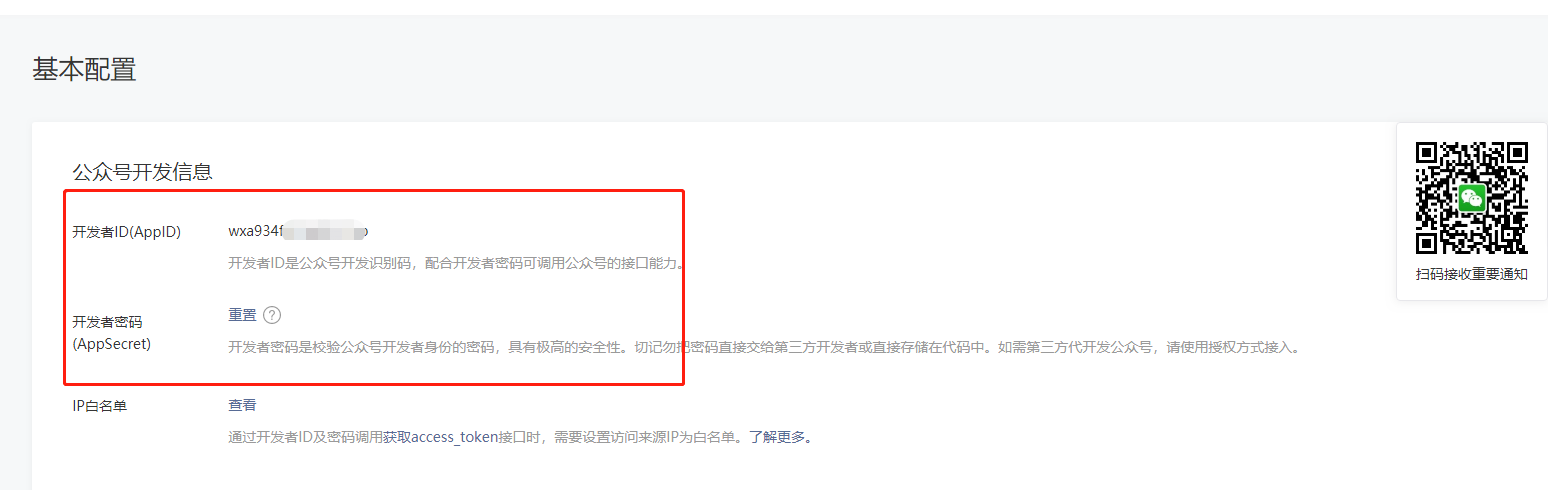 基本配置
公众号开发信息
开发者ID(AppID)
wxa934f
开发者ID是公众号开发识别码，配合开发者密码可调用公众号的接口能力。
开发者密码
(AppSecret)
重置 ?
开发者密码是校验公众号开发者身份的密码，具有极高的安全性。切记勿把密码直接交给第三方开发者或直接存储在代码中。如需第三方代开发公众号，请使用授权方式接入。
IP白名单
查看
通过开发者ID及密码调用获取access_token接口时，需要设置访问来源IP为白名单。了解更多。
扫码接收重要通知